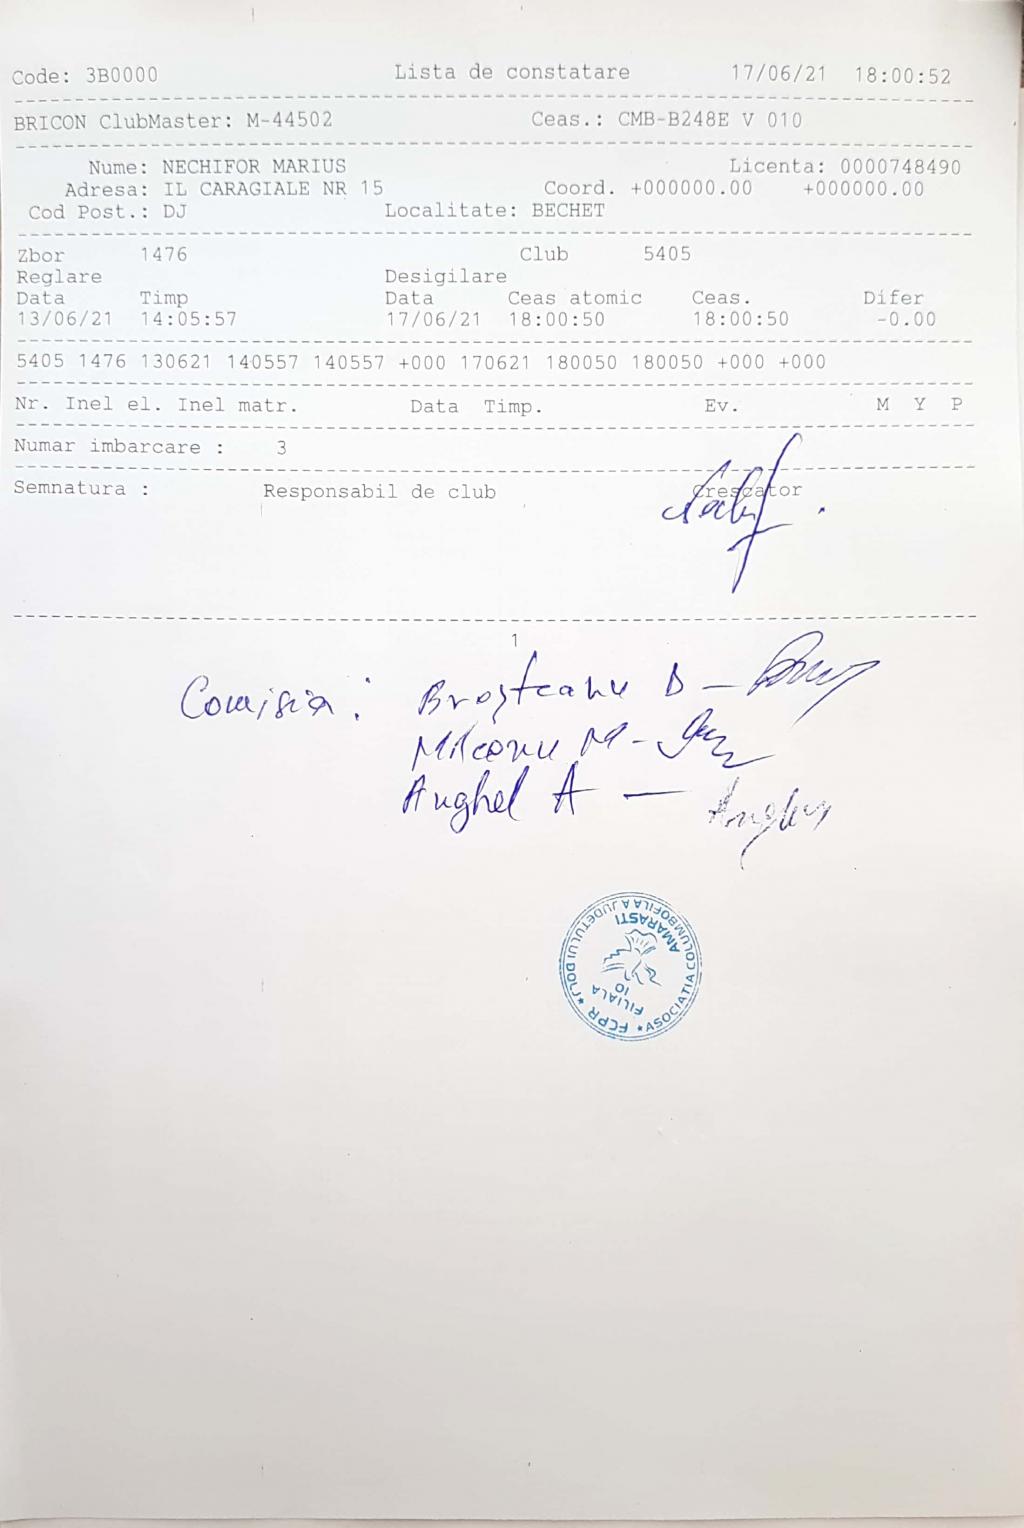 Code: 3B0000 Lista de constatare 17/06/21 18:00:52
BRICON ClubMaster: M-44502 Ceas.: CMB-B248E V 010
Nume: NECHIFOR MARIUS Licenta: 0000748490
Adresa: IL CARAGIALE NR 15 Coord. +000000.00 +000000.00
Cod Post.: DJ Localitate: BECHET
Zbor 1476 Club 5405
Reglare Desigilare
Data Timp Data Ceas atomic Ceas. Difer
13/06/21 14:05:57 17/06/21 18:00:50 18:00:50 -0.00
5405 1476 130621 140557 140557 +000 170621 180050 180050 +000 +000
Nr. Inel el. Inel matr. Data Timp. Ev. M Y P
Numar imbarcare : 3
Semnatura : Responsabil de club Crescator
1
Comisia: Broșteanu D -
M -
Anghel A -
FCPR * ASOCIATIA COLUMBOFILA A JUDETULUI DOLJ *
FILIALA
10
AMARASTI